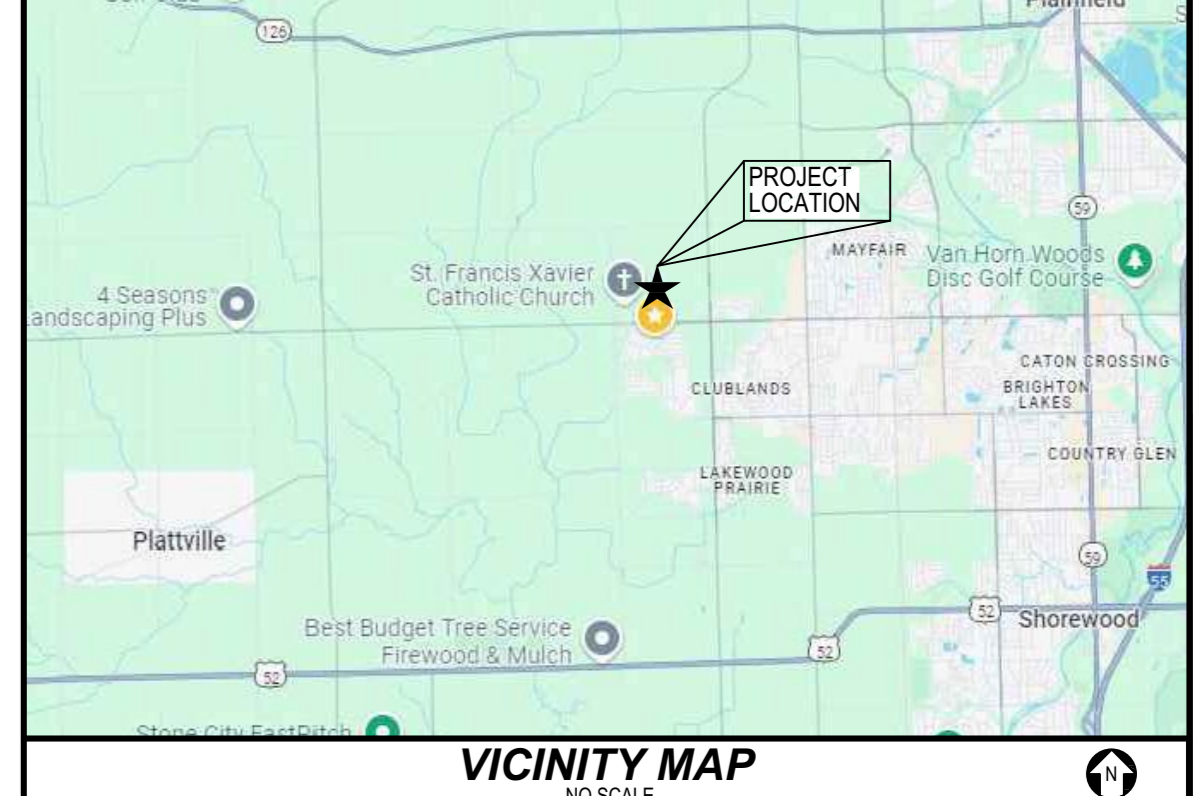 126
Plainfield
PROJECT
LOCATION
59
MAYFAIR
Van Horn Woods
Disc Golf Course
St. Francis Xavier
Catholic Church
4 Seasons
Landscaping Plus
CATON CROSSING
CLUBLANDS
BRIGHTON
LAKES
COUNTRY GLEN
LAKEWOOD
PRAIRIE
Plattville
59
55
52
Shorewood
Best Budget Tree Service
Firewood & Mulch
52
52
Stone City FastPitch
VICINITY MAP
NO SCALE
N